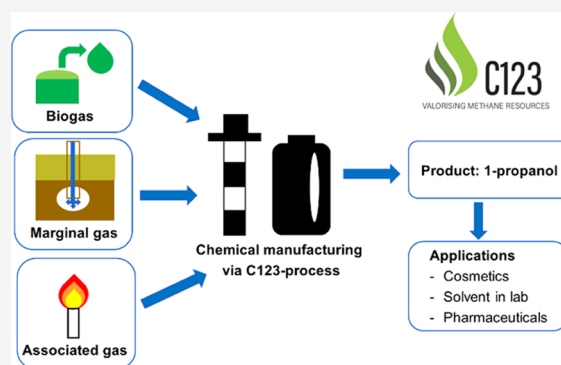 Biogas
Marginal gas
Associated gas
Chemical manufacturing
via C123-process
C123
VALORISING METHANE RESOURCES
Product: 1-propanol
Applications
- Cosmetics
- Solvent in lab
- Pharmaceuticals